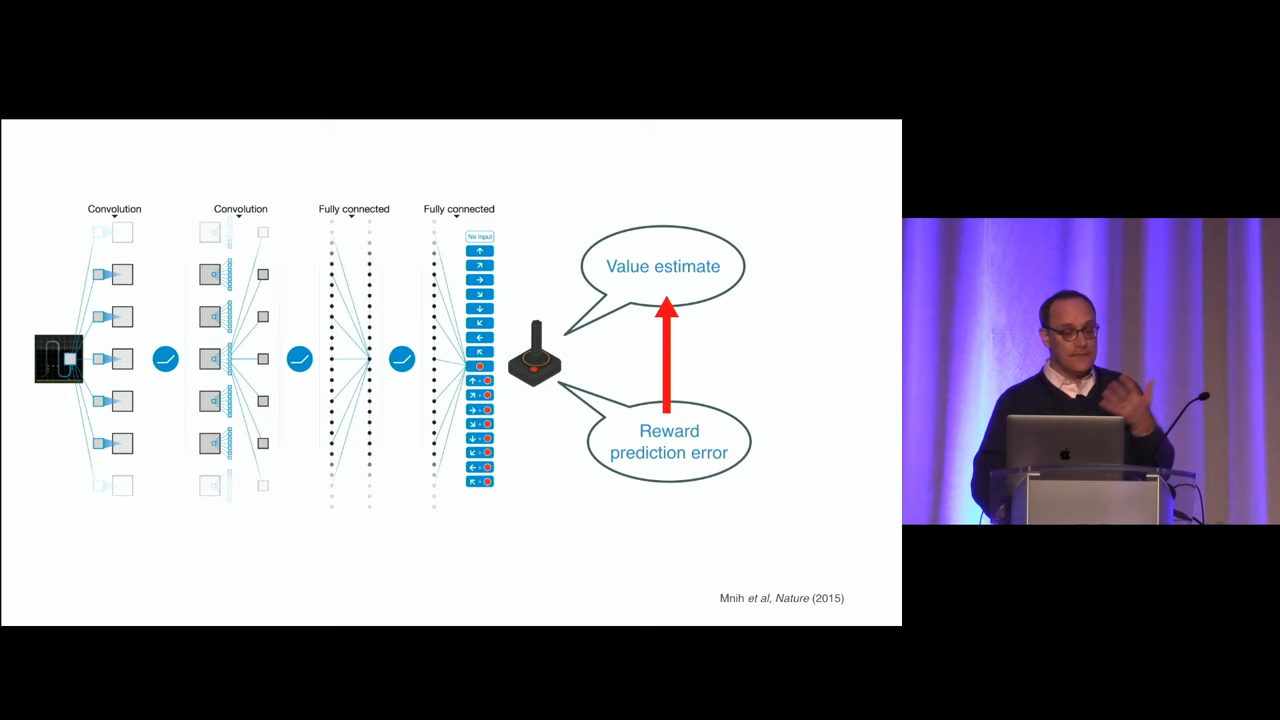 Convolution
Convolution
Fully connected
Fully connected
No input
Value estimate
Reward
prediction error
Mnih et al, Nature (2015)